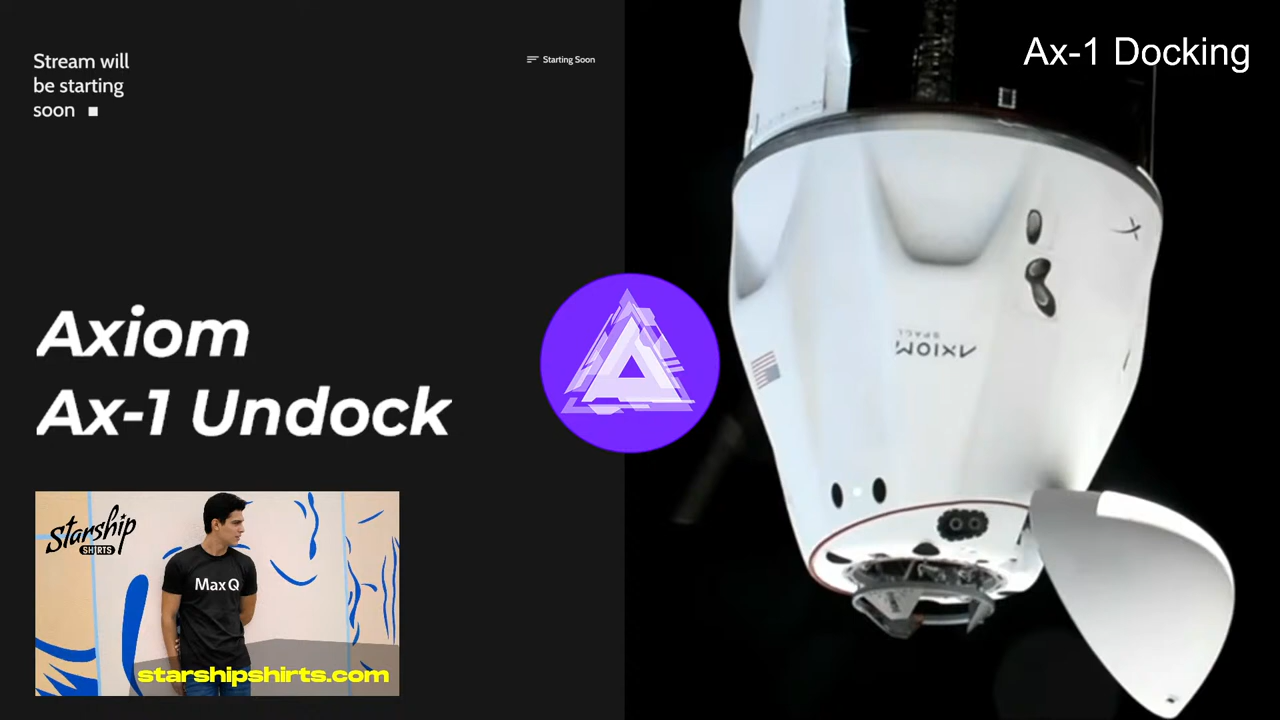 Stream will
be starting
soon
Starting Soon
Ax-1 Docking
AXIOM
SPACE
Axiom
Ax-1 Undock
Starship
SHIRTS
Max Q
starshipshirts.com